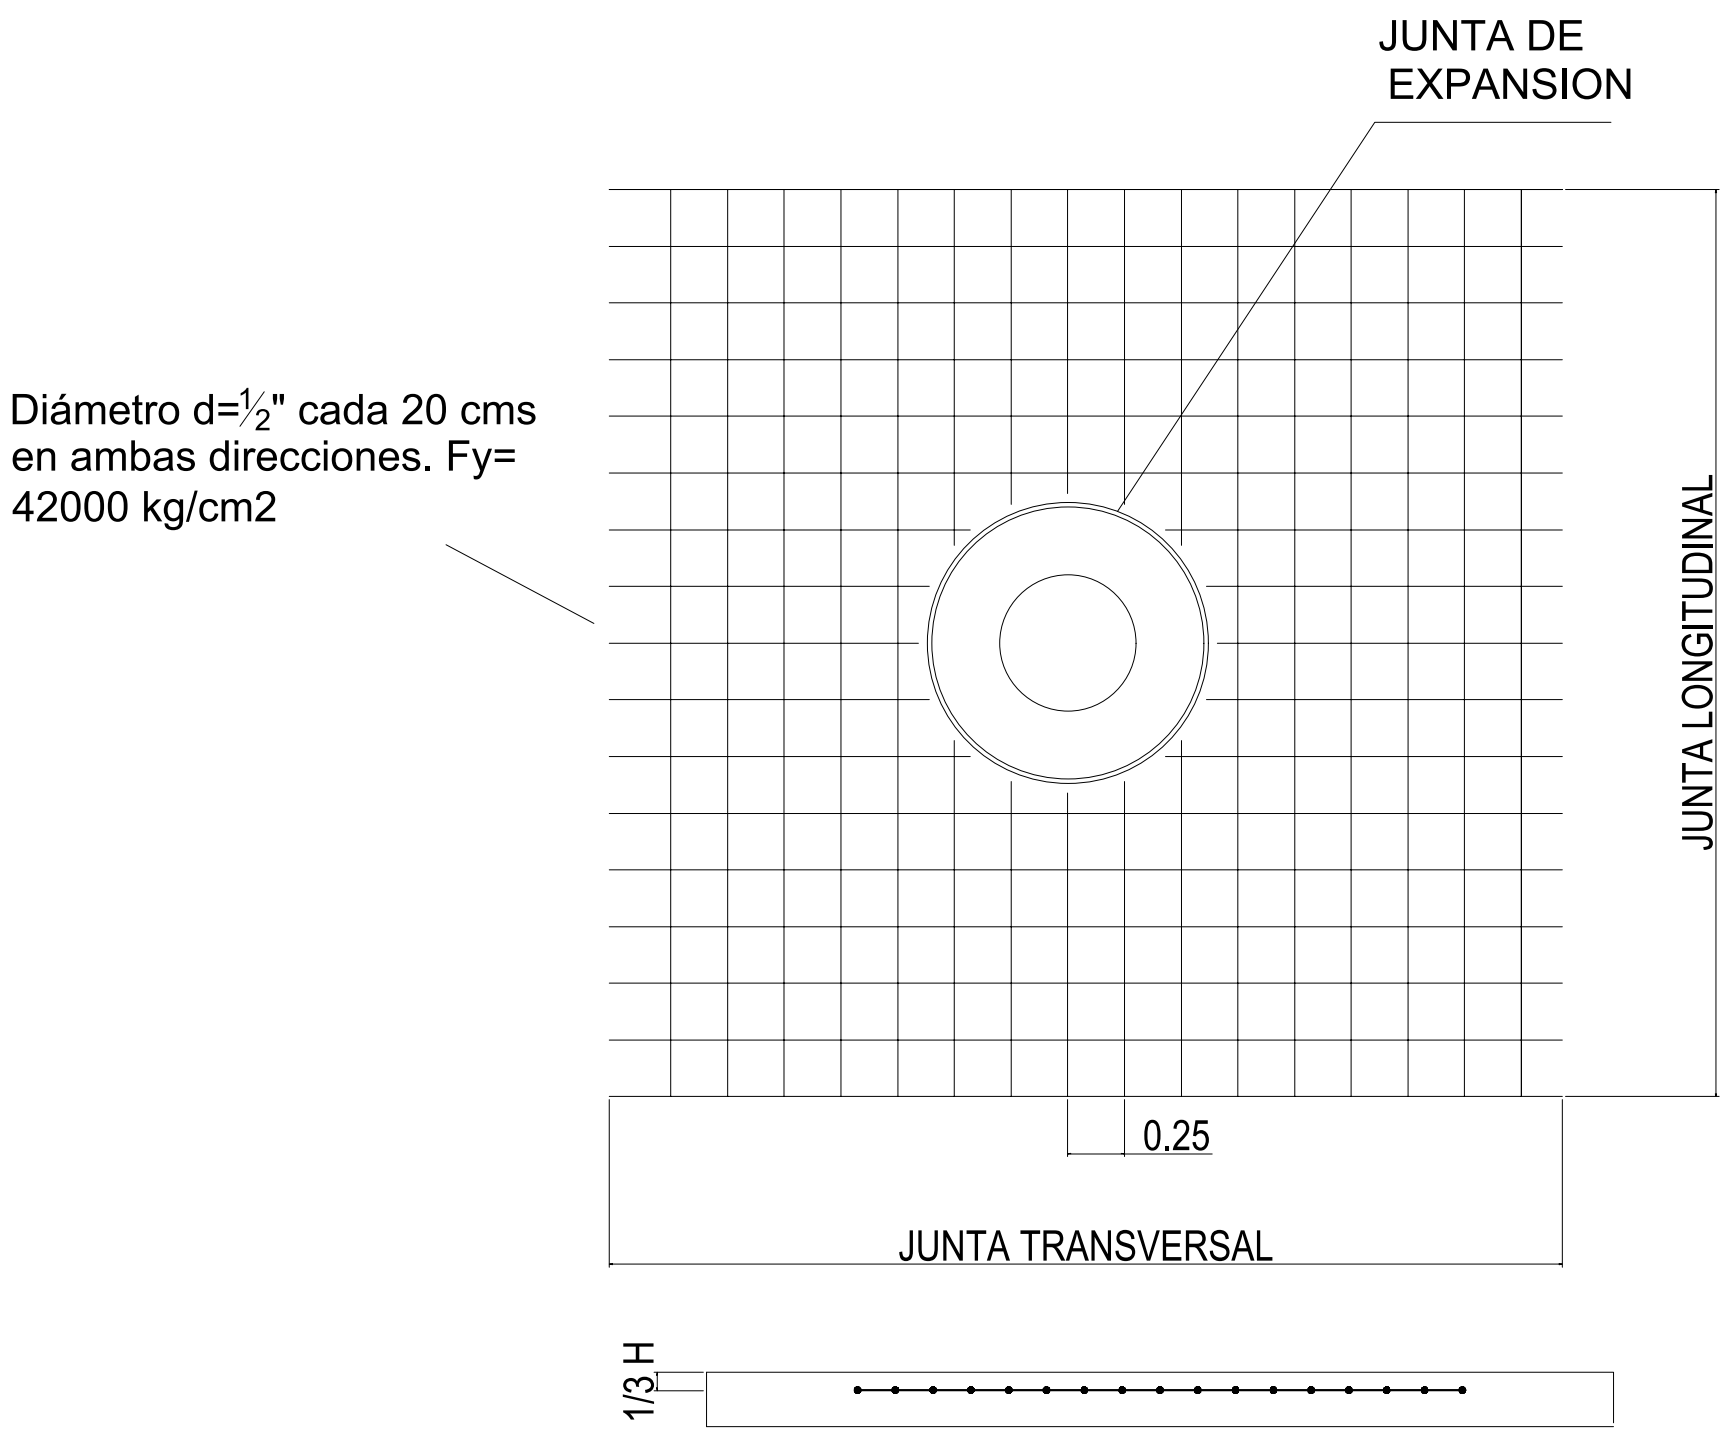 JUNTA DE
EXPANSION
Diámetro d=½" cada 20 cms
en ambas direcciones. Fy=
42000 kg/cm2
JUNTA LONGITUDINAL
0.25
JUNTA TRANSVERSAL
1/3 H